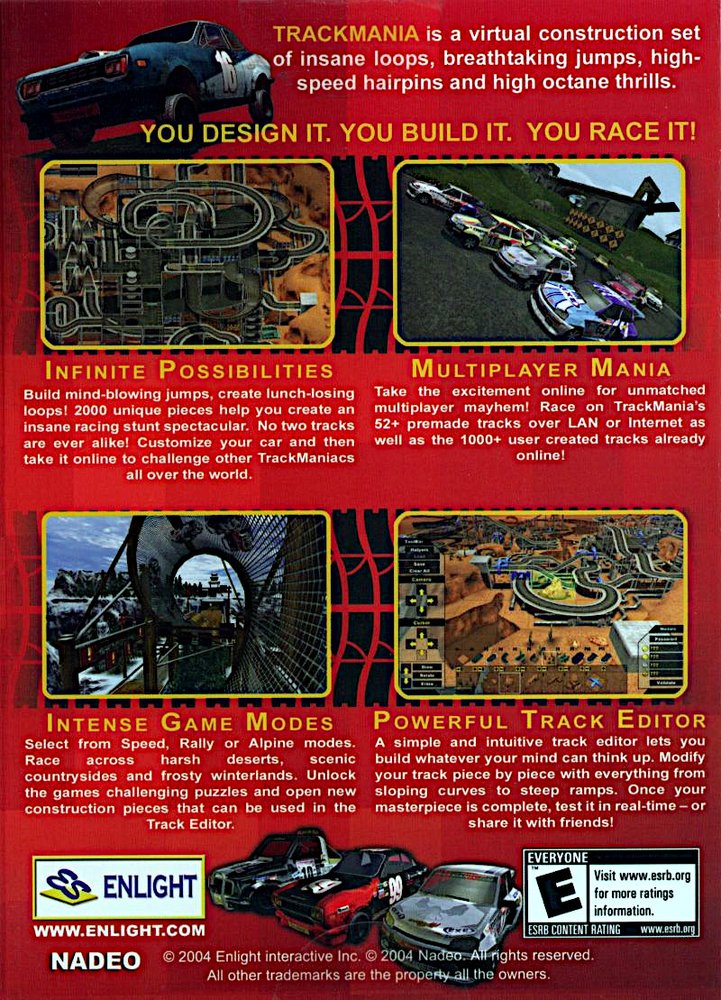 TRACKMANIA is a virtual construction set
of insane loops, breathtaking jumps, high-
speed hairpins and high octane thrills.
YOU DESIGN IT. YOU BUILD IT. YOU RACE IT!
INFINITE POSSIBILITIES
Build mind-blowing jumps, create lunch-losing
loops! 2000 unique pieces help you create an
insane racing stunt spectacular. No two tracks
are ever alike! Customize your car and then
take it online to challenge other TrackManiacs
all over the world.
MULTIPLAYER MANIA
Take the excitement online for unmatched
multiplayer mayhem! Race on TrackMania's
52+ premade tracks over LAN or Internet as
well as the 1000+ user created tracks already
online!
Save
Clear All
Camera
Cursor
Validate
INTENSE GAME MODES
Select from Speed, Rally or Alpine modes.
Race across harsh deserts, scenic
countrysides and frosty winterlands. Unlock
the games challenging puzzles and open new
construction pieces that can be used in the
Track Editor.
POWERFUL TRACK EDITOR
A simple and intuitive track editor lets you
build whatever your mind can think up. Modify
your track piece by piece with everything from
sloping curves to steep ramps. Once your
masterpiece is complete, test it in real-time – or
share it with friends!
99
ENLIGHT
WWW.ENLIGHT.COM
EVERYONE
E
Visit www.esrb.org
for more ratings
information.
ESRB CONTENT RATING www.esrb.org
NADEO
© 2004 Enlight interactive Inc. © 2004 Nadeo. All rights reserved.
All other trademarks are the property all the owners.